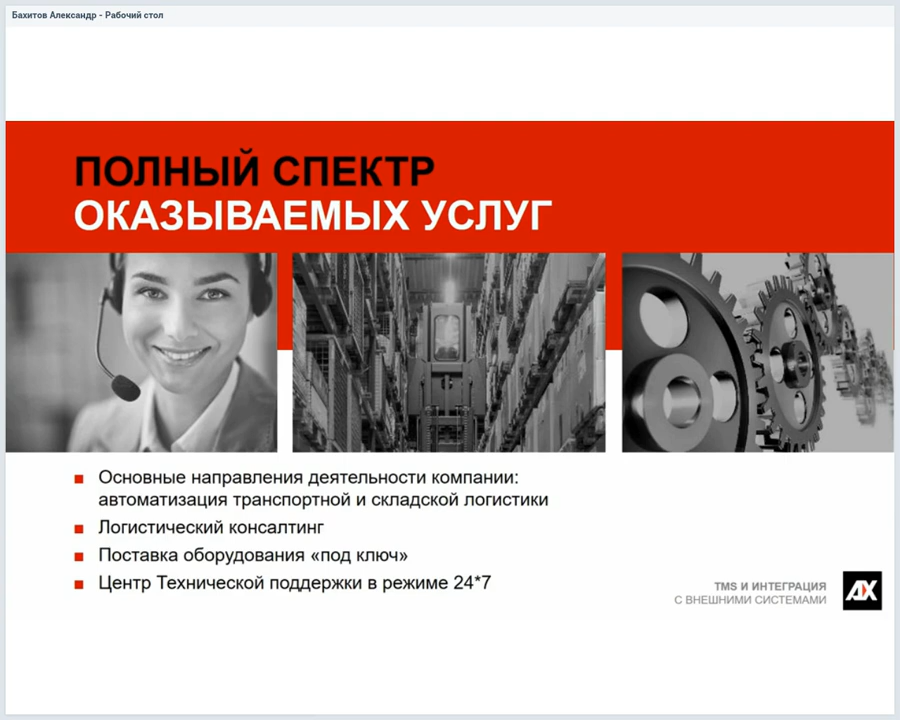 Бахитов Александр - Рабочий стол
ПОЛНЫЙ СПЕКТР
ОКАЗЫВАЕМЫХ УСЛУГ
Основные направления деятельности компании:
автоматизация транспортной и складской логистики
Логистический консалтинг
Поставка оборудования «под ключ»
Центр Технической поддержки в режиме 24*7
TMS И ИНТЕГРАЦИЯ
С ВНЕШНИМИ СИСТЕМАМИ
AX